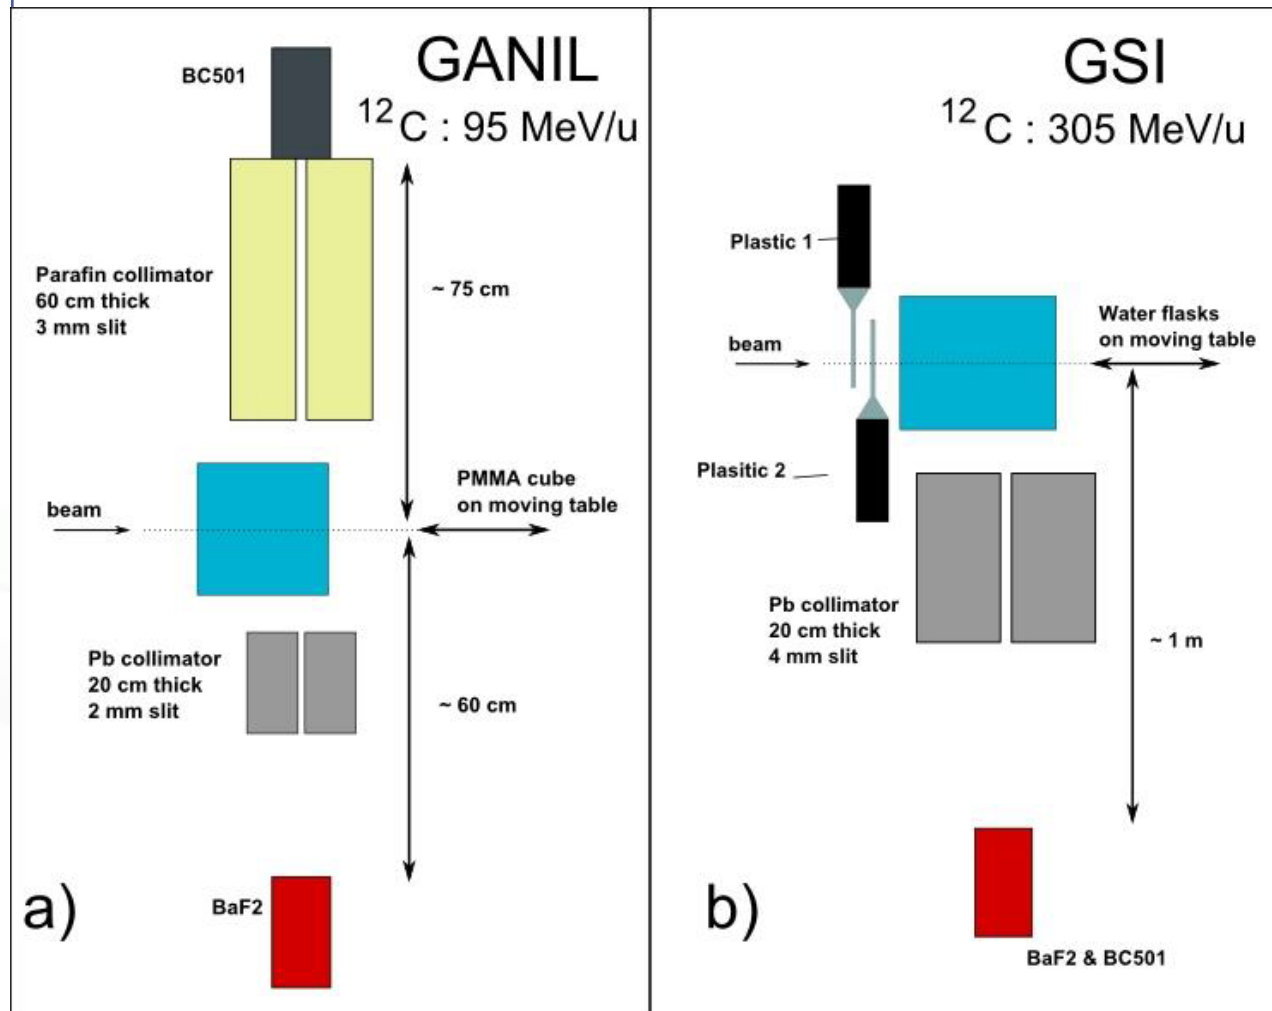 GANIL
¹²C : 95 MeV/u
BC501
Parafin collimator
60 cm thick
3 mm slit
~ 75 cm
PMMA cube
on moving table
beam
Pb collimator
20 cm thick
2 mm slit
~ 60 cm
BaF2
a)
GSI
¹²C : 305 MeV/u
Plastic 1
Water flasks
on moving table
beam
Plasitic 2
Pb collimator
20 cm thick
4 mm slit
~ 1 m
b)
BaF2 & BC501